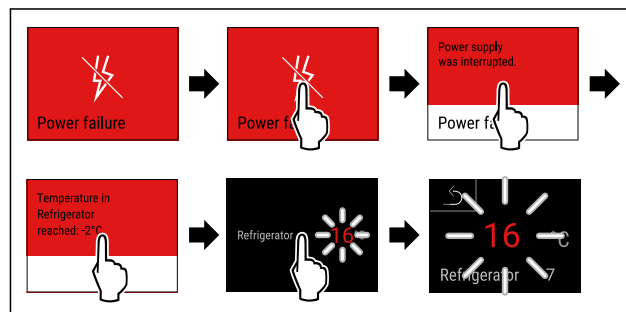 Power failure
Power fa
Power supply
was interrupted.
Power fa
Temperature in
Refrigerator
reached: -2°C
Refrigerator 16
16 °C
Refrigerator 7